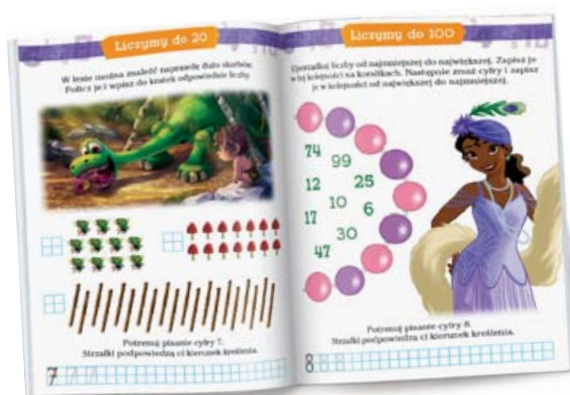 Liczymy do 20
W lesie można znaleźć naprawdę dużo skarbów.
Policz je i wpisz do kratek odpowiednie liczby.
Potrenuj pisanie cyfry 7.
Strzałki podpowiedzą ci kierunek kreślenia.
7
Liczymy do 100
Uporządkuj liczby od najmniejszej do największej. Zapisz je
w tej kolejności na koralikach. Następnie zmaż cyfry i zapisz
je w kolejności od największej do najmniejszej.
74
99
12
25
10
6
17
30
47
Potrenuj pisanie cyfry 8.
Strzałki podpowiedzą ci kierunek kreślenia.
8